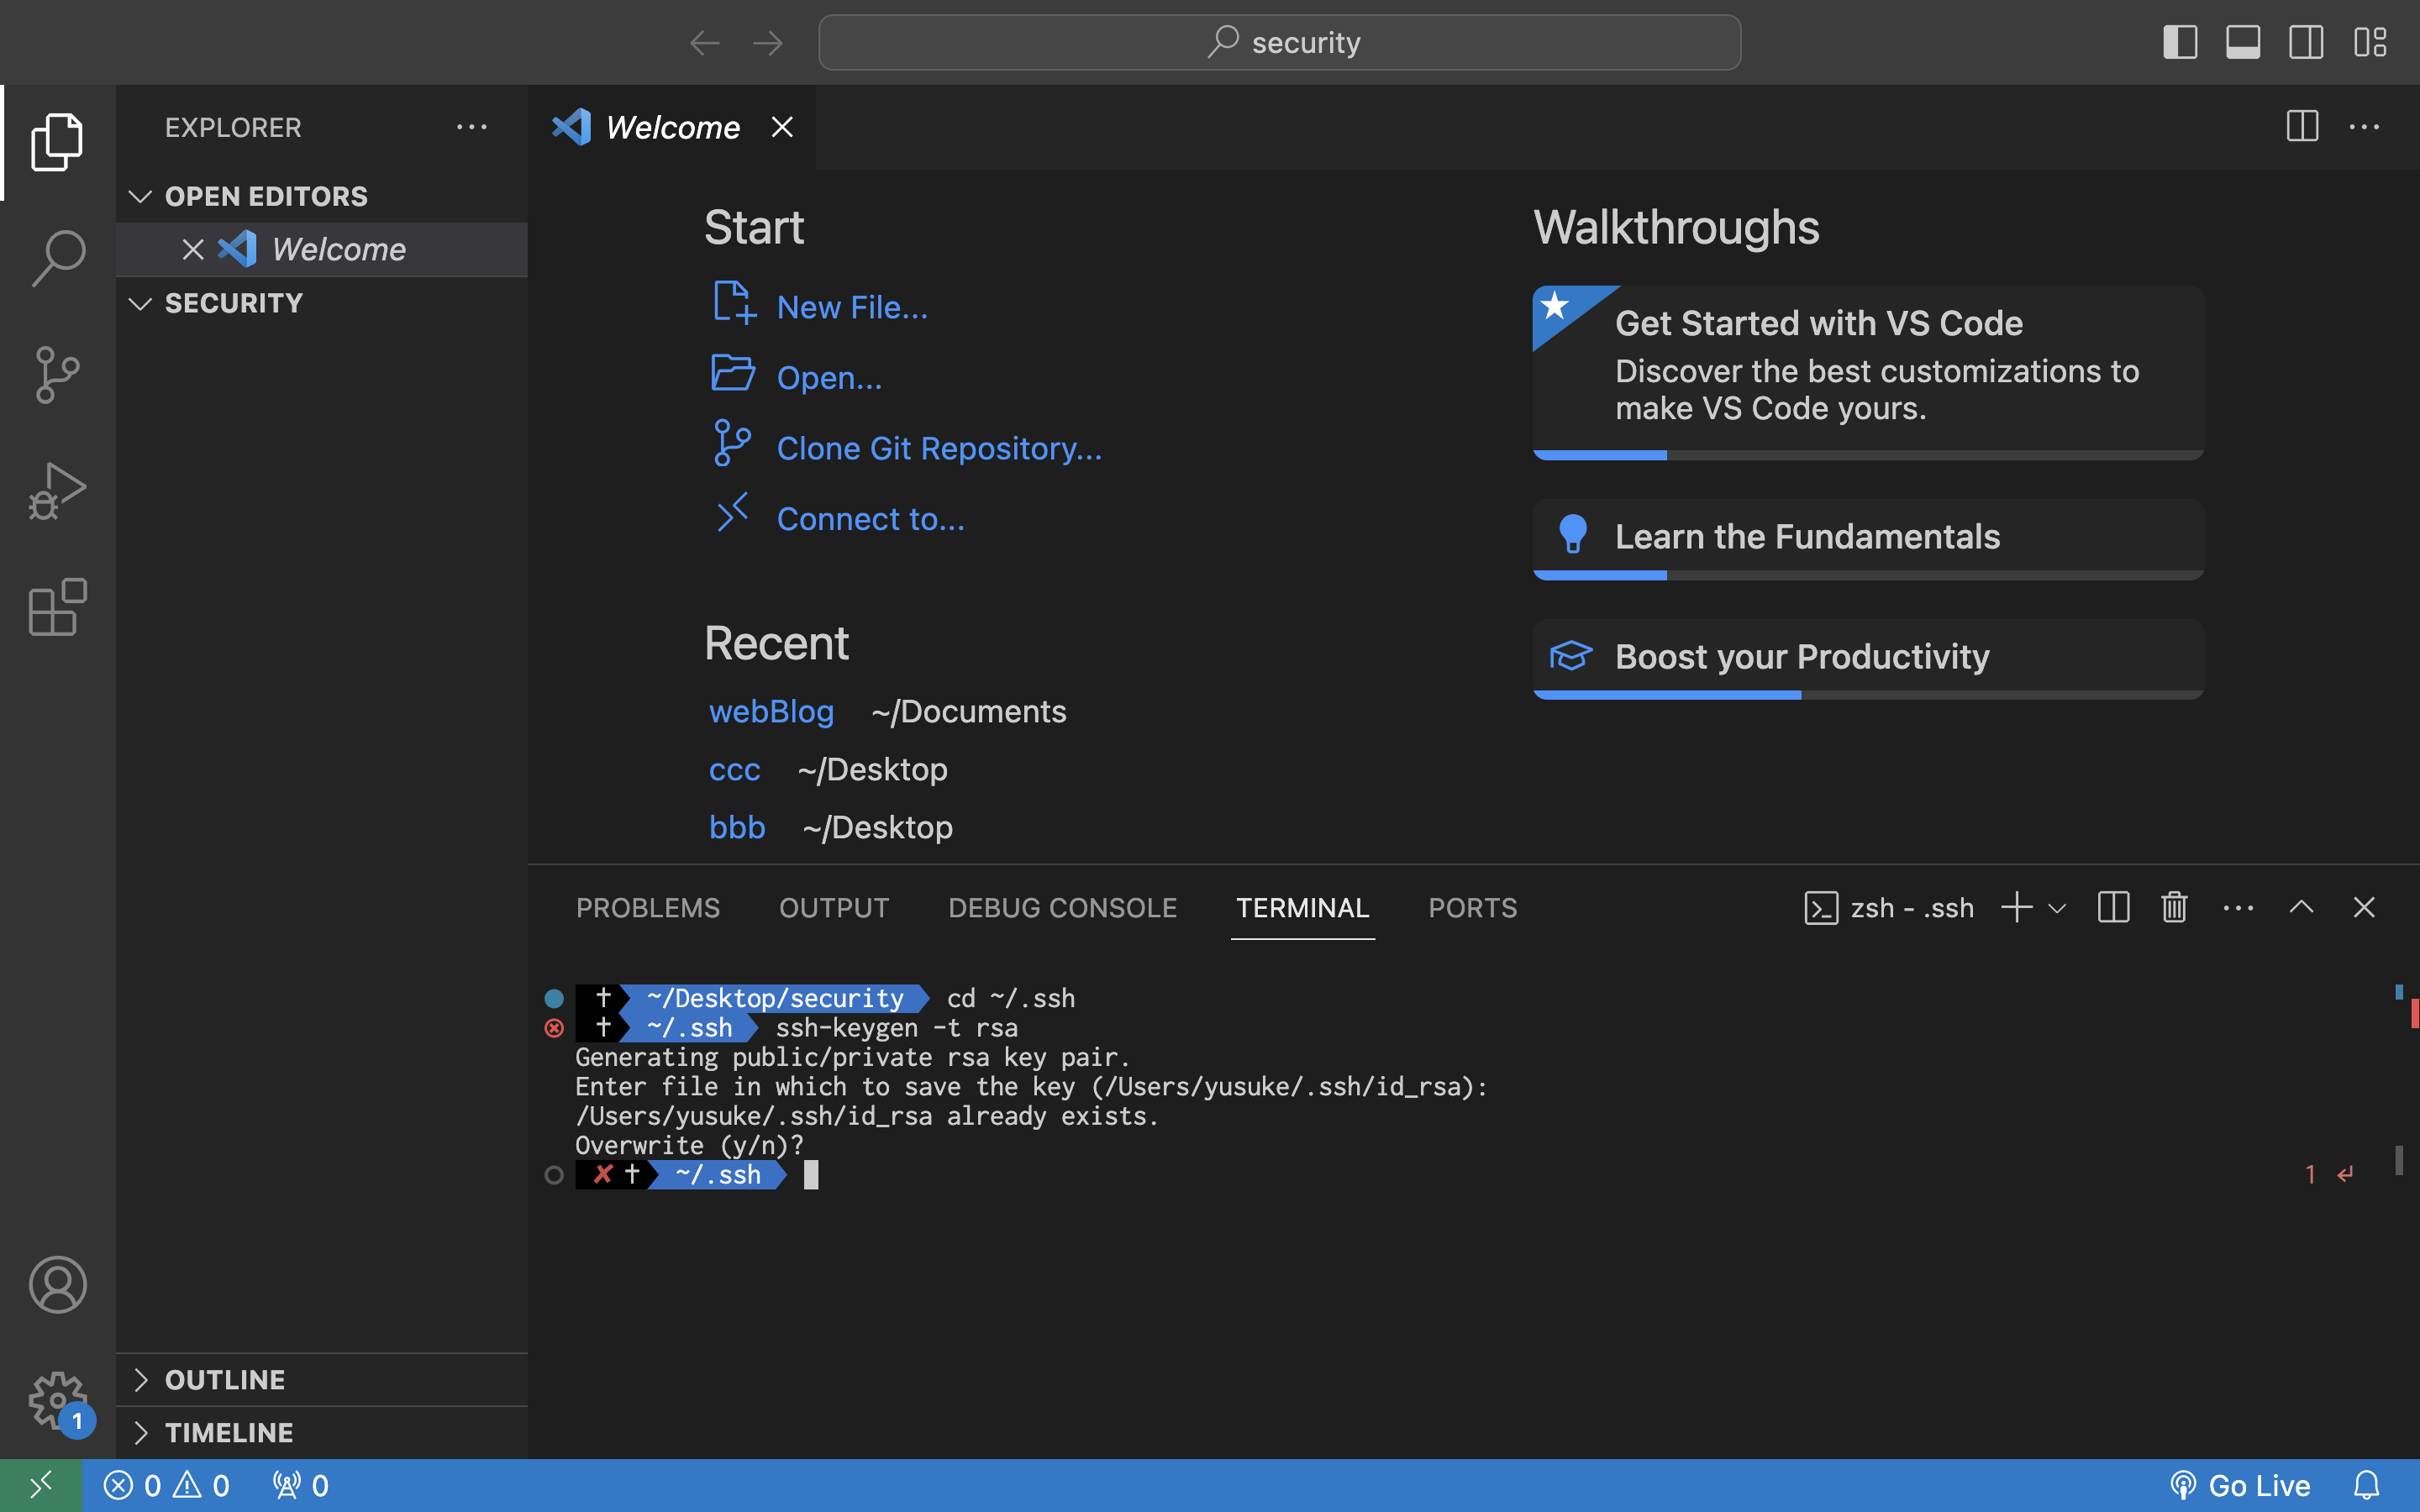 security
EXPLORER
OPEN EDITORS
Welcome
SECURITY
OUTLINE
TIMELINE
1
Welcome
Start
New File...
Open...
Clone Git Repository...
Connect to...
Recent
webBlog ~/Documents
ccc ~/Desktop
bbb ~/Desktop
Walkthroughs
Get Started with VS Code
Discover the best customizations to
make VS Code yours.
Learn the Fundamentals
Boost your Productivity
PROBLEMS OUTPUT DEBUG CONSOLE TERMINAL PORTS zsh - .ssh
† ~/Desktop/security cd ~/.ssh
† ~/.ssh ssh-keygen -t rsa
Generating public/private rsa key pair.
Enter file in which to save the key (/Users/yusuke/.ssh/id_rsa):
/Users/yusuke/.ssh/id_rsa already exists.
Overwrite (y/n)?
✘ † ~/.ssh 1 ↵
0 0 0 Go Live